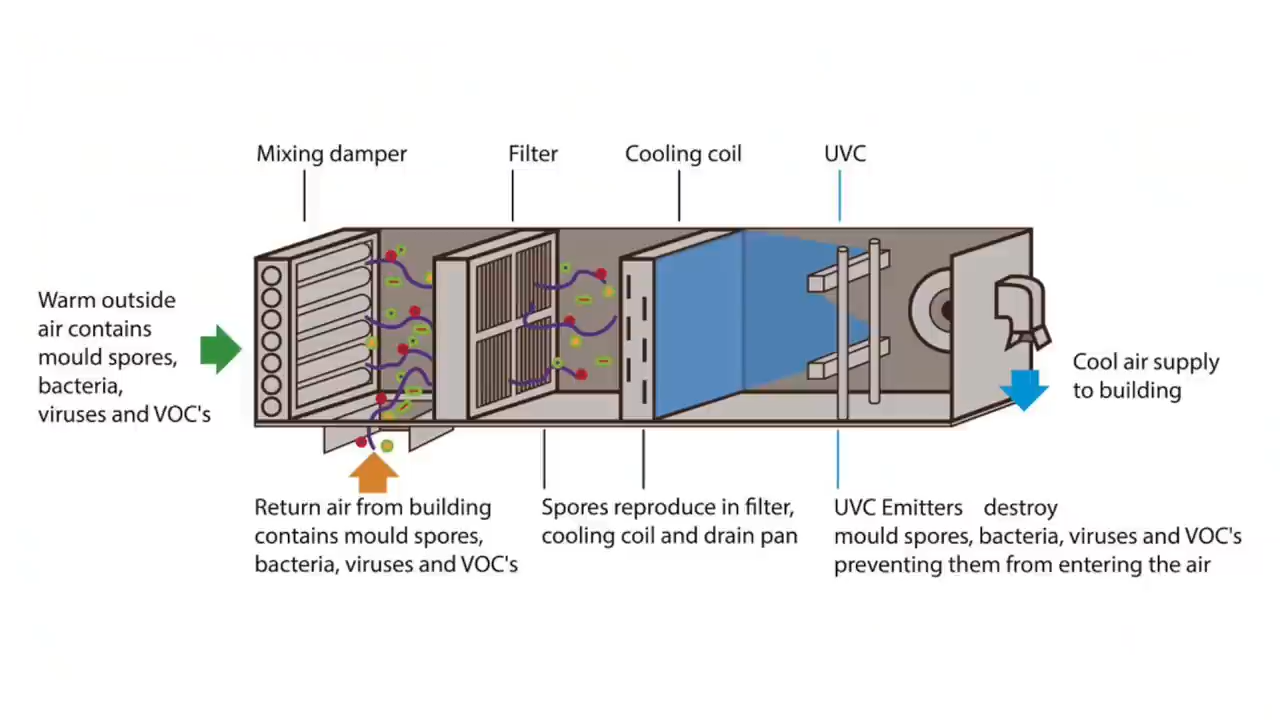 Mixing damper
Filter
Cooling coil
UVC
Warm outside
air contains
mould spores,
bacteria,
viruses and VOC's
Cool air supply
to building
Return air from building
contains mould spores,
bacteria, viruses and VOC's
Spores reproduce in filter,
cooling coil and drain pan
UVC Emitters destroy
mould spores, bacteria, viruses and VOC's
preventing them from entering the air